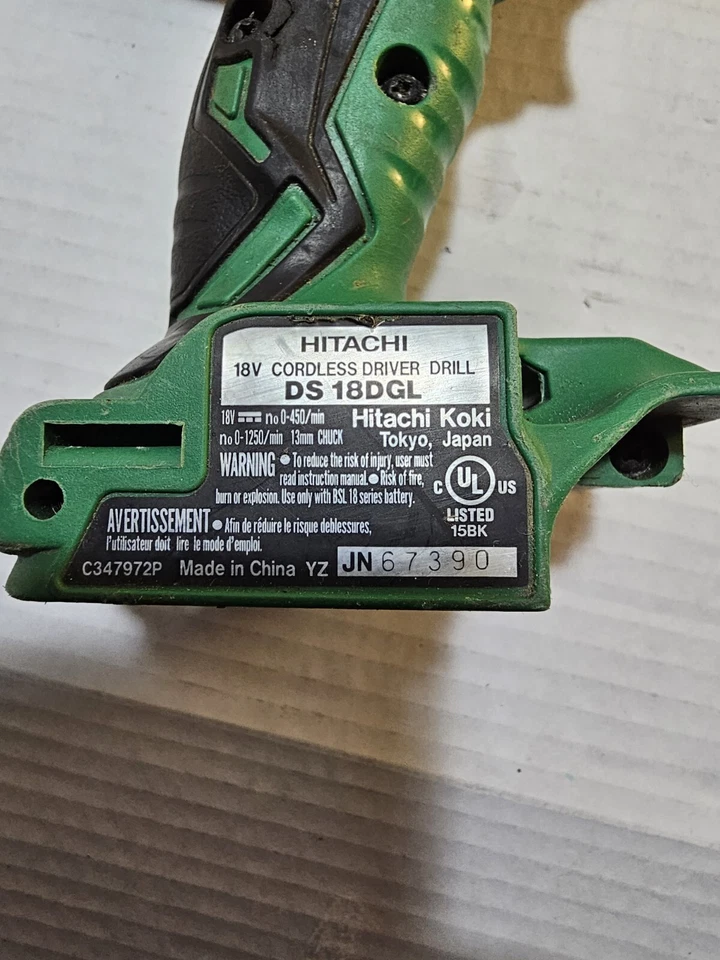 HITACHI
18V CORDLESS DRIVER DRILL
DS 18DGL
18V ⎓ no 0-450/min Hitachi Koki
no 0-1250/min 13mm CHUCK Tokyo, Japan
WARNING ● To reduce the risk of injury, user must
read instruction manual. ● Risk of fire,
burn or explosion. Use only with BSL 18 series battery.
C UL US
LISTED
15BK
AVERTISSEMENT ● Afin de réduire le risque deblessures,
l'utilisateur doit lire le mode d'emploi.
C347972P Made in China YZ JN 67390